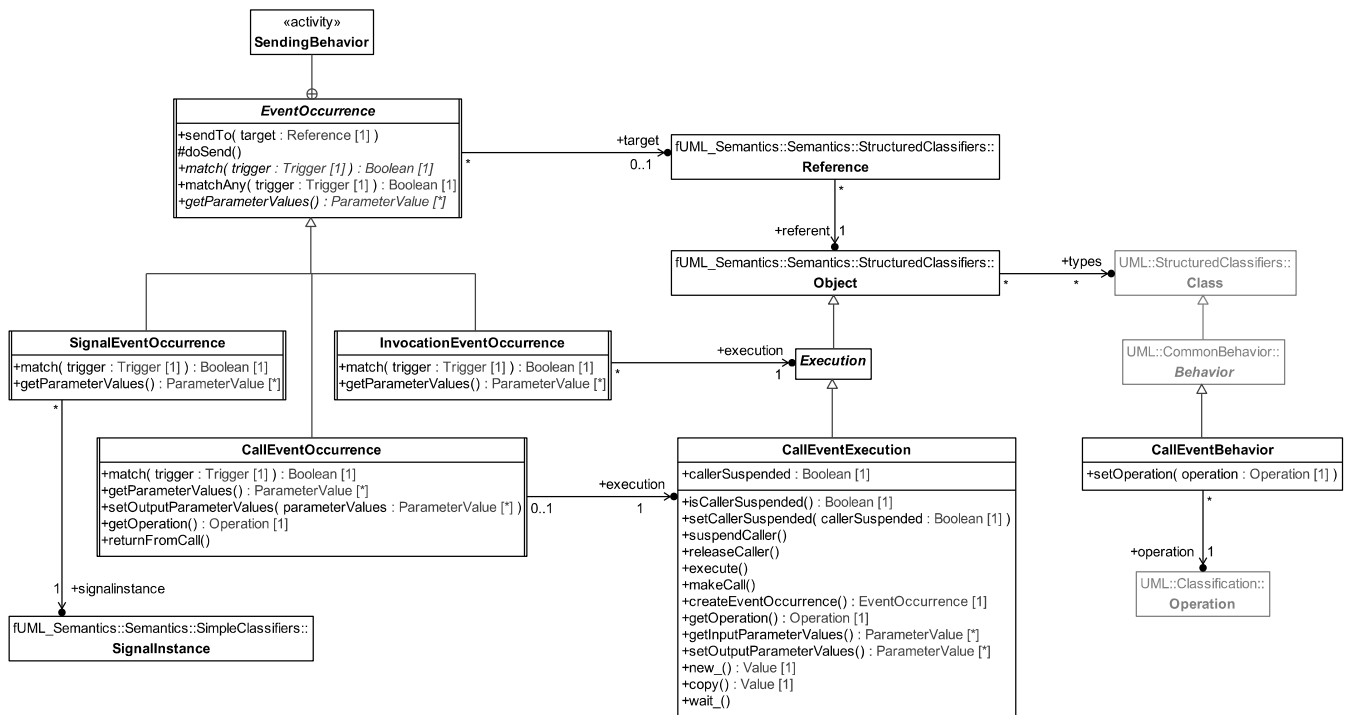 «activity»
SendingBehavior
EventOccurrence
+sendTo( target : Reference [1] )
#doSend()
+match( trigger : Trigger [1] ) : Boolean [1]
+matchAny( trigger : Trigger [1] ) : Boolean [1]
+getParameterValues() : ParameterValue [*]
*
+target
0..1
fUML_Semantics::Semantics::StructuredClassifiers::
Reference
*
+referent 1
fUML_Semantics::Semantics::StructuredClassifiers::
Object
*
+types
*
UML::StructuredClassifiers::
Class
SignalEventOccurrence
+match( trigger : Trigger [1] ) : Boolean [1]
+getParameterValues() : ParameterValue [*]
*
InvocationEventOccurrence
+match( trigger : Trigger [1] ) : Boolean [1]
+getParameterValues() : ParameterValue [*]
*
+execution
1
Execution
UML::CommonBehavior::
Behavior
CallEventOccurrence
+match( trigger : Trigger [1] ) : Boolean [1]
+getParameterValues() : ParameterValue [*]
+setOutputParameterValues( parameterValues : ParameterValue [*] )
+getOperation() : Operation [1]
+returnFromCall()
0..1
+execution
1
CallEventExecution
+callerSuspended : Boolean [1]
+isCallerSuspended() : Boolean [1]
+setCallerSuspended( callerSuspended : Boolean [1] )
+suspendCaller()
+releaseCaller()
+execute()
+makeCall()
+createEventOccurrence() : EventOccurrence [1]
+getOperation() : Operation [1]
+getInputParameterValues() : ParameterValue [*]
+setOutputParameterValues() : ParameterValue [*]
+new_() : Value [1]
+copy() : Value [1]
+wait_()
CallEventBehavior
+setOperation( operation : Operation [1] )
*
+operation 1
UML::Classification::
Operation
1 +signalinstance
fUML_Semantics::Semantics::SimpleClassifiers::
SignalInstance